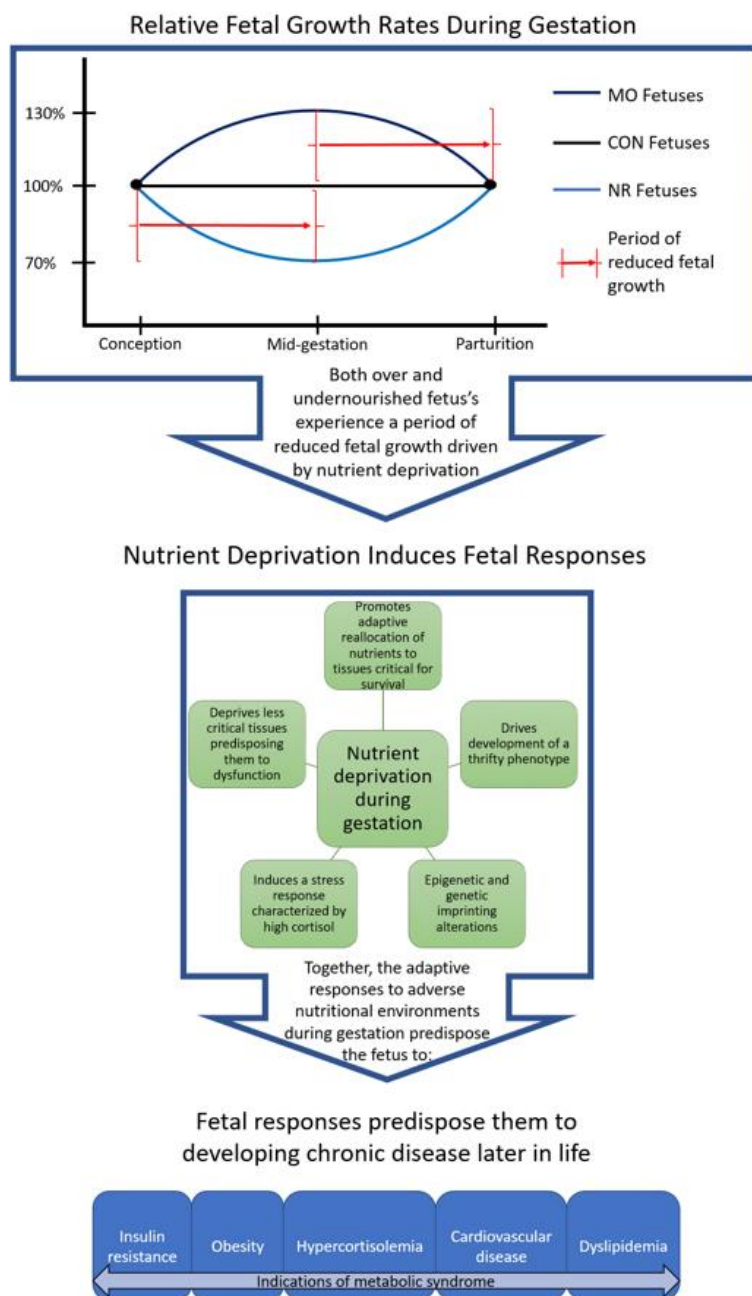 Relative Fetal Growth Rates During Gestation
130%
100%
70%
Conception
Mid-gestation
Parturition
MO Fetuses
CON Fetuses
NR Fetuses
Period of
reduced fetal
growth
Both over and
undernourished fetus's
experience a period of
reduced fetal growth driven
by nutrient deprivation
Nutrient Deprivation Induces Fetal Responses
Promotes
adaptive
reallocation of
nutrients to
tissues critical for
survival
Deprives less
critical tissues
predisposing
them to
dysfunction
Nutrient
deprivation
during
gestation
Drives
development of a
thrifty phenotype
Induces a stress
response
characterized by
high cortisol
Epigenetic and
genetic
imprinting
alterations
Together, the adaptive
responses to adverse
nutritional environments
during gestation predispose
the fetus to:
Fetal responses predispose them to
developing chronic disease later in life
Insulin
resistance
Obesity
Hypercortisolemia
Cardiovascular
disease
Dyslipidemia
Indications of metabolic syndrome